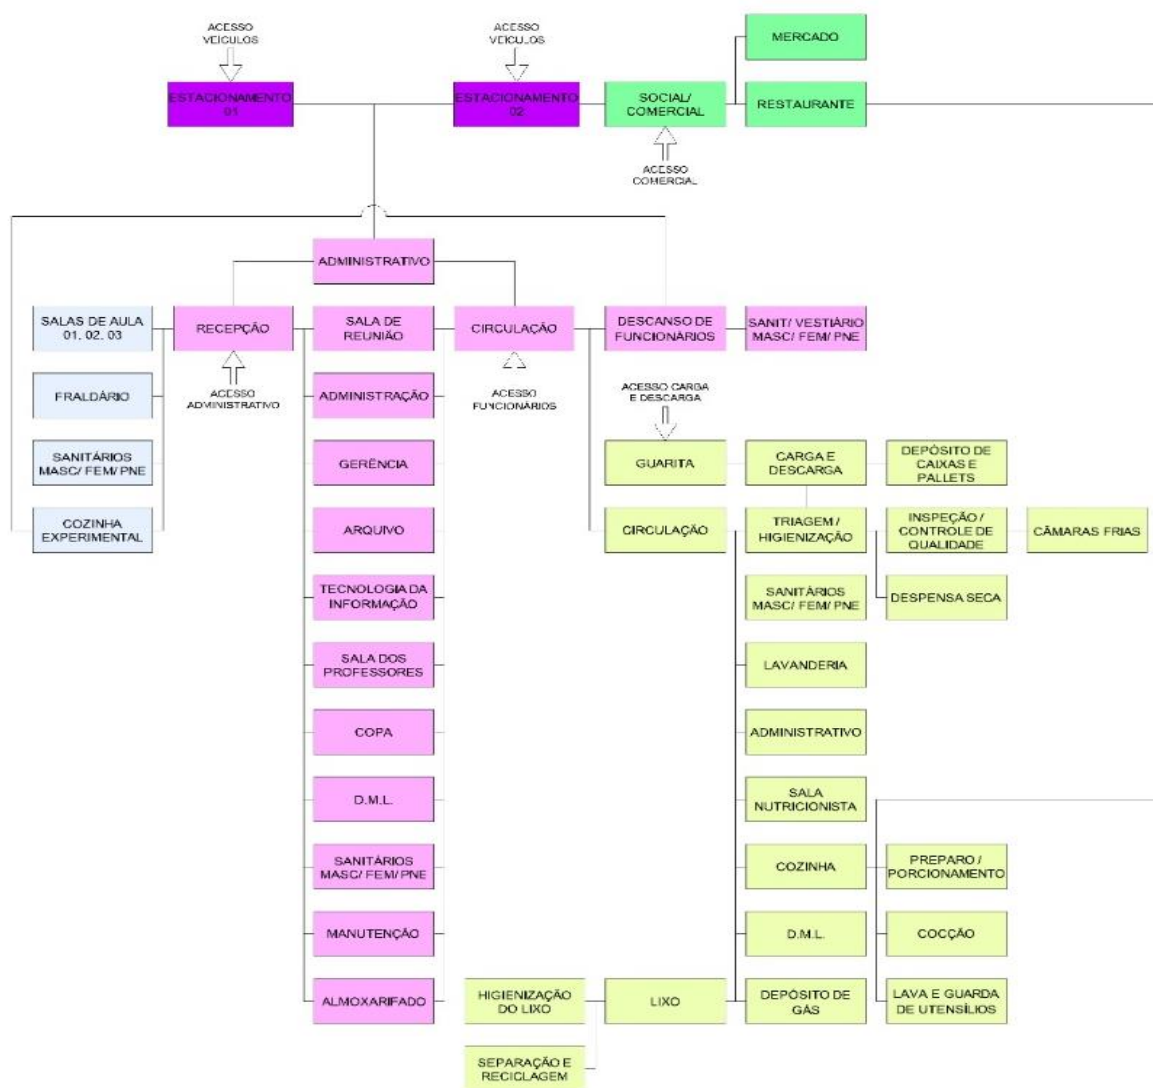 ACESSO
VEÍCULOS
ACESSO
VEÍCULOS
MERCADO
ESTACIONAMENTO
01
ESTACIONAMENTO
02
SOCIAL/
COMERCIAL
RESTAURANTE
ACESSO
COMERCIAL
ADMINISTRATIVO
SALAS DE AULA
01, 02, 03
RECEPÇÃO
SALA DE
REUNIÃO
CIRCULAÇÃO
DESCANSO DE
FUNCIONÁRIOS
SANIT/ VESTIÁRIO
MASC/ FEM/ PNE
FRALDÁRIO
ACESSO
ADMINISTRATIVO
ADMINISTRAÇÃO
ACESSO
FUNCIONÁRIOS
ACESSO CARGA
E DESCARGA
SANITÁRIOS
MASC/ FEM/ PNE
GERÊNCIA
GUARITA
CARGA E
DESCARGA
DEPÓSITO DE
CAIXAS E
PALLETS
COZINHA
EXPERIMENTAL
ARQUIVO
CIRCULAÇÃO
TRIAGEM /
HIGIENIZAÇÃO
INSPEÇÃO /
CONTROLE DE
QUALIDADE
CÂMARAS FRIAS
TECNOLOGIA DA
INFORMAÇÃO
SANITÁRIOS
MASC/ FEM/ PNE
DESPENSA SECA
SALA DOS
PROFESSORES
LAVANDERIA
COPA
ADMINISTRATIVO
D.M.L.
SALA
NUTRICIONISTA
SANITÁRIOS
MASC/ FEM/ PNE
COZINHA
PREPARO /
PORCIONAMENTO
MANUTENÇÃO
D.M.L.
COCÇÃO
ALMOXARIFADO
HIGIENIZAÇÃO
DO LIXO
LIXO
DEPÓSITO DE
GÁS
LAVA E GUARDA
DE UTENSÍLIOS
SEPARAÇÃO E
RECICLAGEM